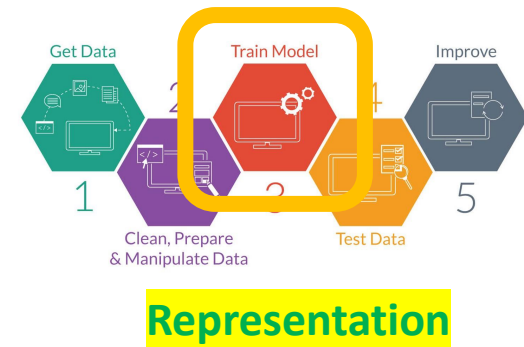 Get Data
Train Model
Improve
2
4
</>
</>
1
3
5
Clean, Prepare
& Manipulate Data
Test Data
Representation